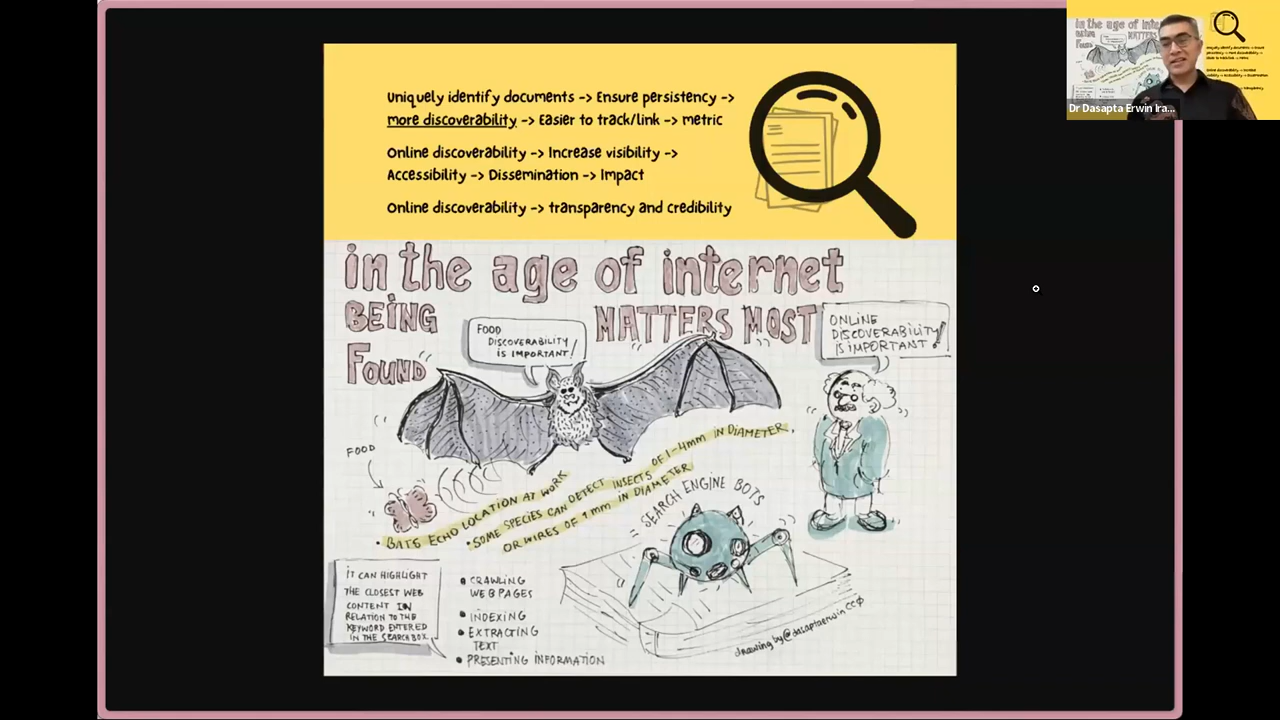 Uniquely identify documents -> Ensure persistency ->
more discoverability -> Easier to track/link -> metric
Online discoverability -> Increase visibility ->
Accessibility -> Dissemination -> Impact
Online discoverability -> transparency and credibility
in the age of internet
BEING
FOUND
MATTERS MOST
FOOD
DISCOVERABILITY
IS IMPORTANT!
ONLINE
DISCOVERABILITY
IS IMPORTANT!
FOOD
• BATS ECHO LOCATION AT WORK
• SOME SPECIES CAN DETECT INSECTS OF 1-4mm IN DIAMETER,
OR WIRES OF 1mm IN DIAMETER
SEARCH ENGINE BOTS
IT CAN HIGHLIGHT
THE CLOSEST WEB
CONTENT IN
RELATION TO THE
KEYWORD ENTERED
IN THE SEARCH BOX.
• CRAWLING
WEB PAGES
• INDEXING
• EXTRACTING
TEXT
• PRESENTING INFORMATION
drawing by @dasaptaerwin CC0
Dr Dasapta Erwin Ira...